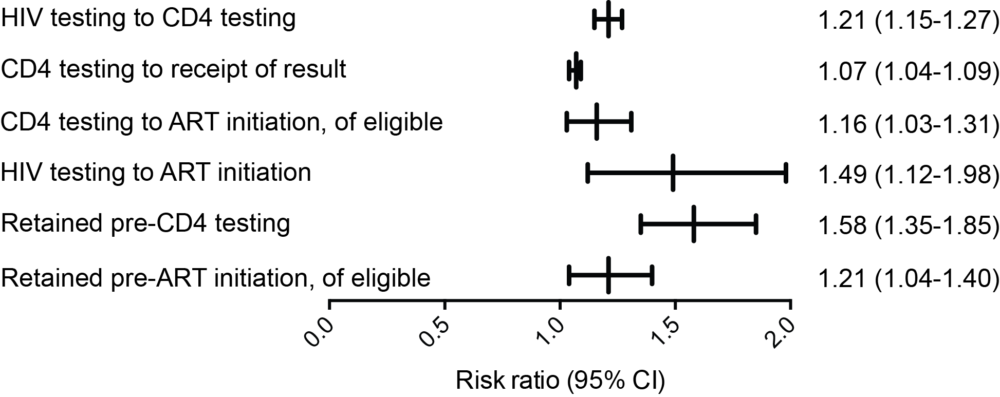 HIV testing to CD4 testing 1.21 (1.15-1.27)
CD4 testing to receipt of result 1.07 (1.04-1.09)
CD4 testing to ART initiation, of eligible 1.16 (1.03-1.31)
HIV testing to ART initiation 1.49 (1.12-1.98)
Retained pre-CD4 testing 1.58 (1.35-1.85)
Retained pre-ART initiation, of eligible 1.21 (1.04-1.40)
0.0 0.5 1.0 1.5 2.0
Risk ratio (95% CI)